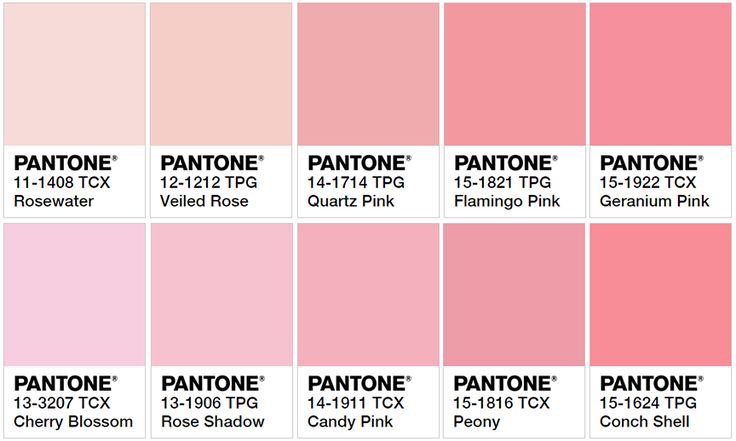 PANTONE®
11-1408 TCX
Rosewater
PANTONE®
12-1212 TPG
Veiled Rose
PANTONE®
14-1714 TPG
Quartz Pink
PANTONE®
15-1821 TPG
Flamingo Pink
PANTONE®
15-1922 TCX
Geranium Pink
PANTONE®
13-3207 TCX
Cherry Blossom
PANTONE®
13-1906 TPG
Rose Shadow
PANTONE®
14-1911 TCX
Candy Pink
PANTONE®
15-1816 TCX
Peony
PANTONE®
15-1624 TPG
Conch Shell